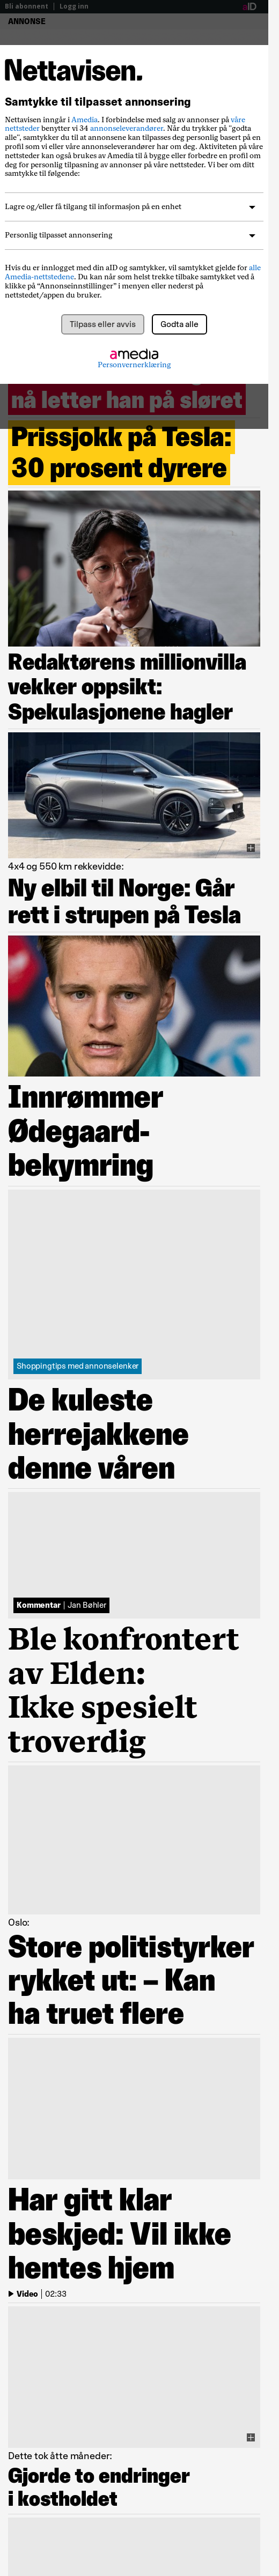 Bli abonnent | Logg inn
aID
ANNONSE
Nettavisen.
Samtykke til tilpasset annonsering
Nettavisen inngår i Amedia. I forbindelse med salg av annonser på våre
nettsteder benytter vi 34 annonseleverandører. Når du trykker på "godta
alle", samtykker du til at annonsene kan tilpasses deg personlig basert på en
profil som vi eller våre annonseleverandører har om deg. Aktiviteten på våre
nettsteder kan også brukes av Amedia til å bygge eller forbedre en profil om
deg for personlig tilpasning av annonser på våre nettsteder. Vi ber om ditt
samtykke til følgende:
Lagre og/eller få tilgang til informasjon på en enhet
Personlig tilpasset annonsering
Hvis du er innlogget med din aID og samtykker, vil samtykket gjelde for alle
Amedia-nettstedene. Du kan når som helst trekke tilbake samtykket ved å
klikke på “Annonseinnstillinger” i menyen eller nederst på
nettstedet/appen du bruker.
Tilpass eller avvis
Godta alle
amedia
Personvernerklæring
nå letter han på sløret
Prissjokk på Tesla:
30 prosent dyrere
Redaktørens millionvilla
vekker oppsikt:
Spekulasjonene hagler
4x4 og 550 km rekkevidde:
Ny elbil til Norge: Går
rett i strupen på Tesla
Innrømmer
Ødegaard-
bekymring
Shoppingtips med annonselenker
De kuleste
herrejakkene
denne våren
Kommentar | Jan Bøhler
Ble konfrontert
av Elden:
Ikke spesielt
troverdig
Oslo:
Store politistyrker
rykket ut: – Kan
ha truet flere
Har gitt klar
beskjed: Vil ikke
hentes hjem
Video | 02:33
Dette tok åtte måneder:
Gjorde to endringer
i kostholdet